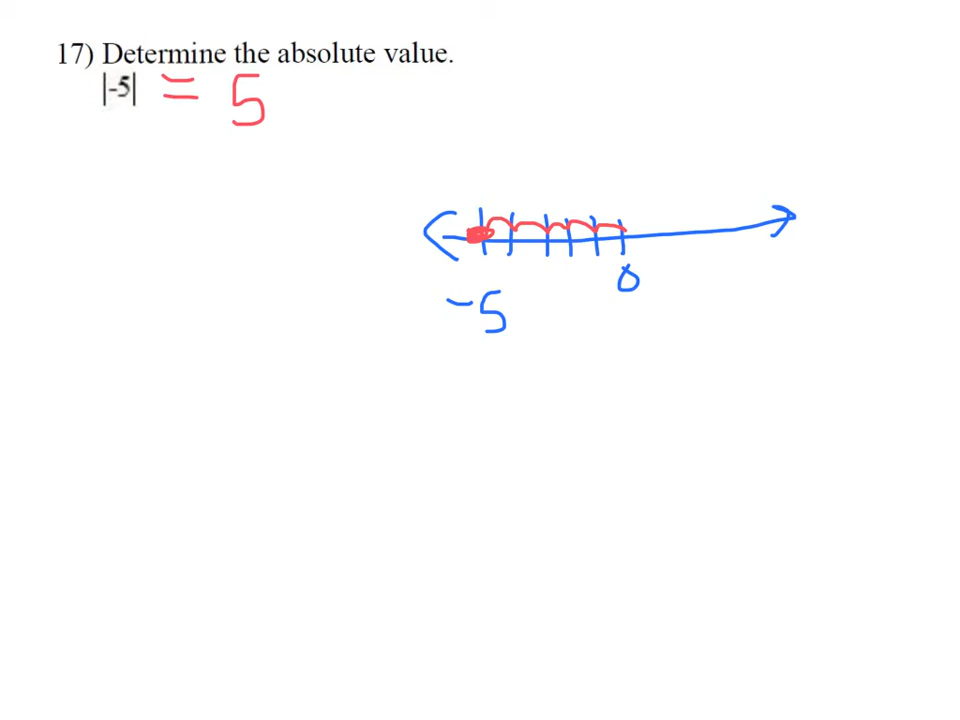 17) Determine the absolute value.
|-5| = 5
0
-5